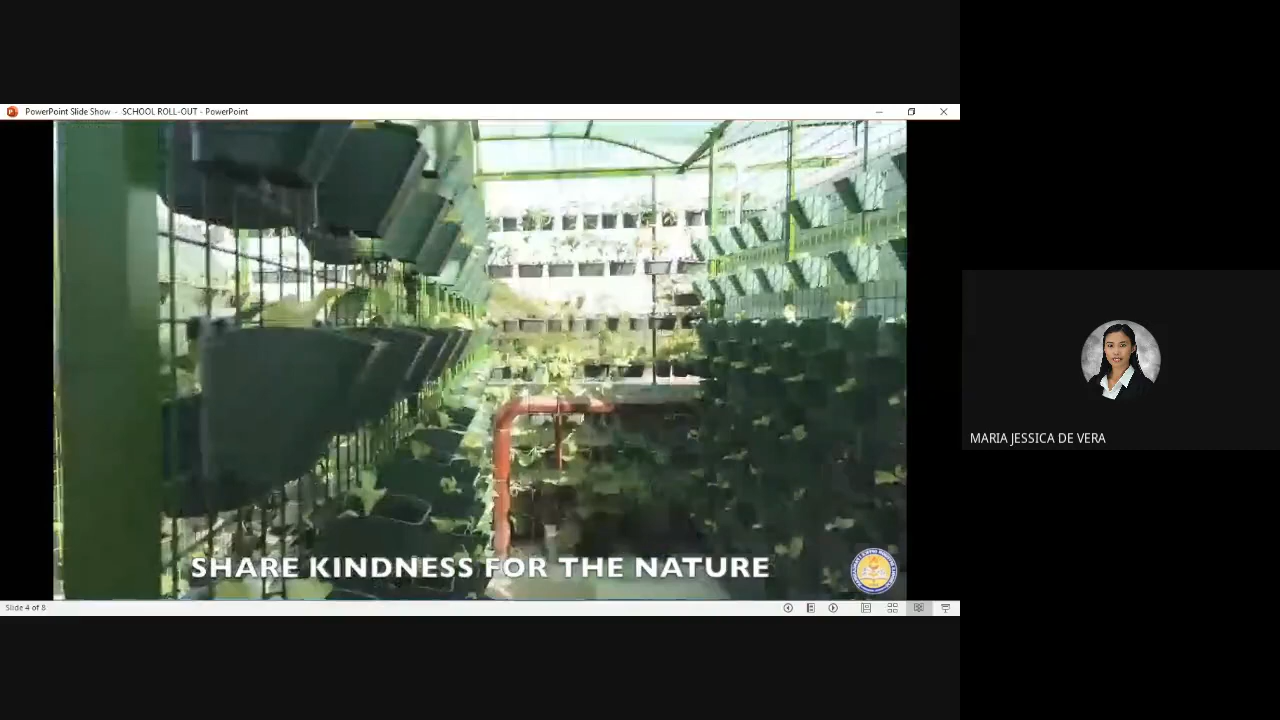 PowerPoint Slide Show - SCHOOL ROLL-OUT - PowerPoint
SHARE KINDNESS FOR THE NATURE
MARIA JESSICA DE VERA
Slide 4 of 8